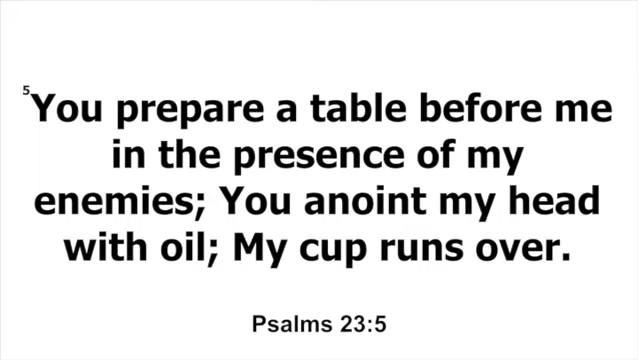 5You prepare a table before me
in the presence of my
enemies; You anoint my head
with oil; My cup runs over.
Psalms 23:5